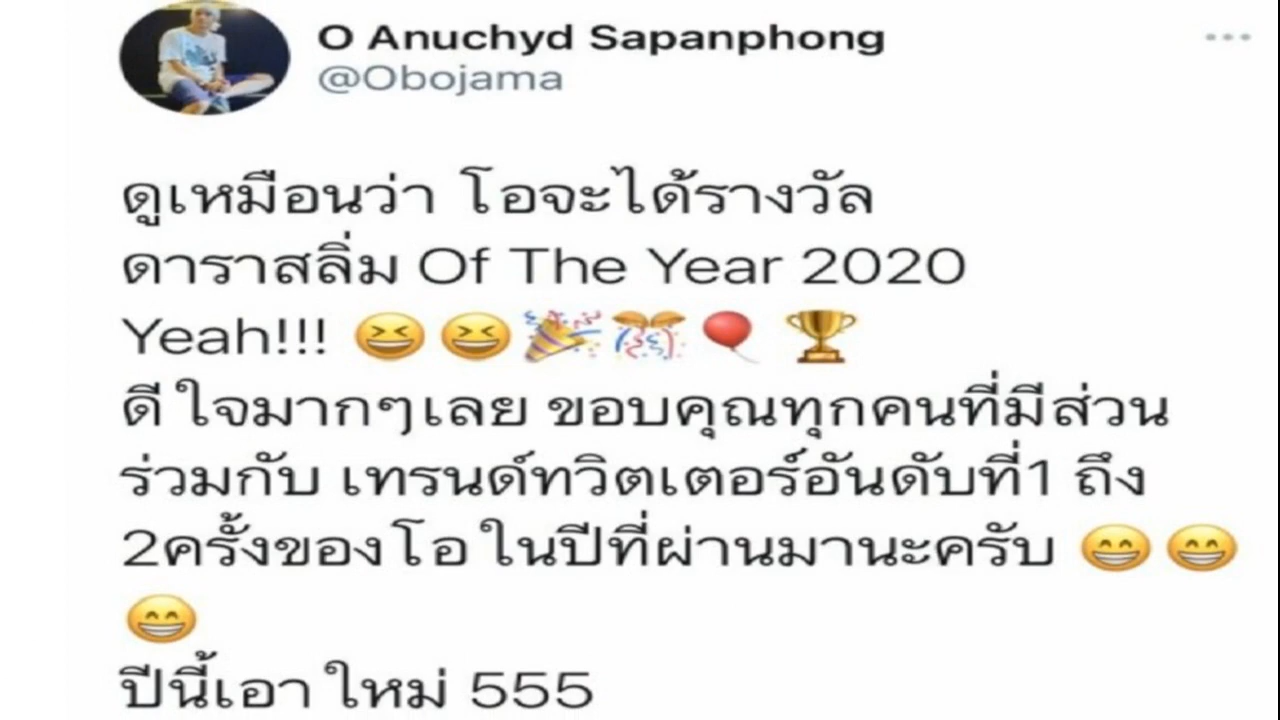 O Anuchyd Sapanphong
@Obojama
ดูเหมือนว่า โอจะได้รางวัล
ดาราสลิ่ม Of The Year 2020
Yeah!!! 😆😆🎉🎊🎈🏆
ดีใจมากๆเลย ขอบคุณทุกคนที่มีส่วน
ร่วมกับ เทรนด์ทวิตเตอร์อันดับที่1 ถึง
2ครั้งของโอในปีที่ผ่านมานะครับ 😁😁
😁
ปีนี้เอาใหม่ 555